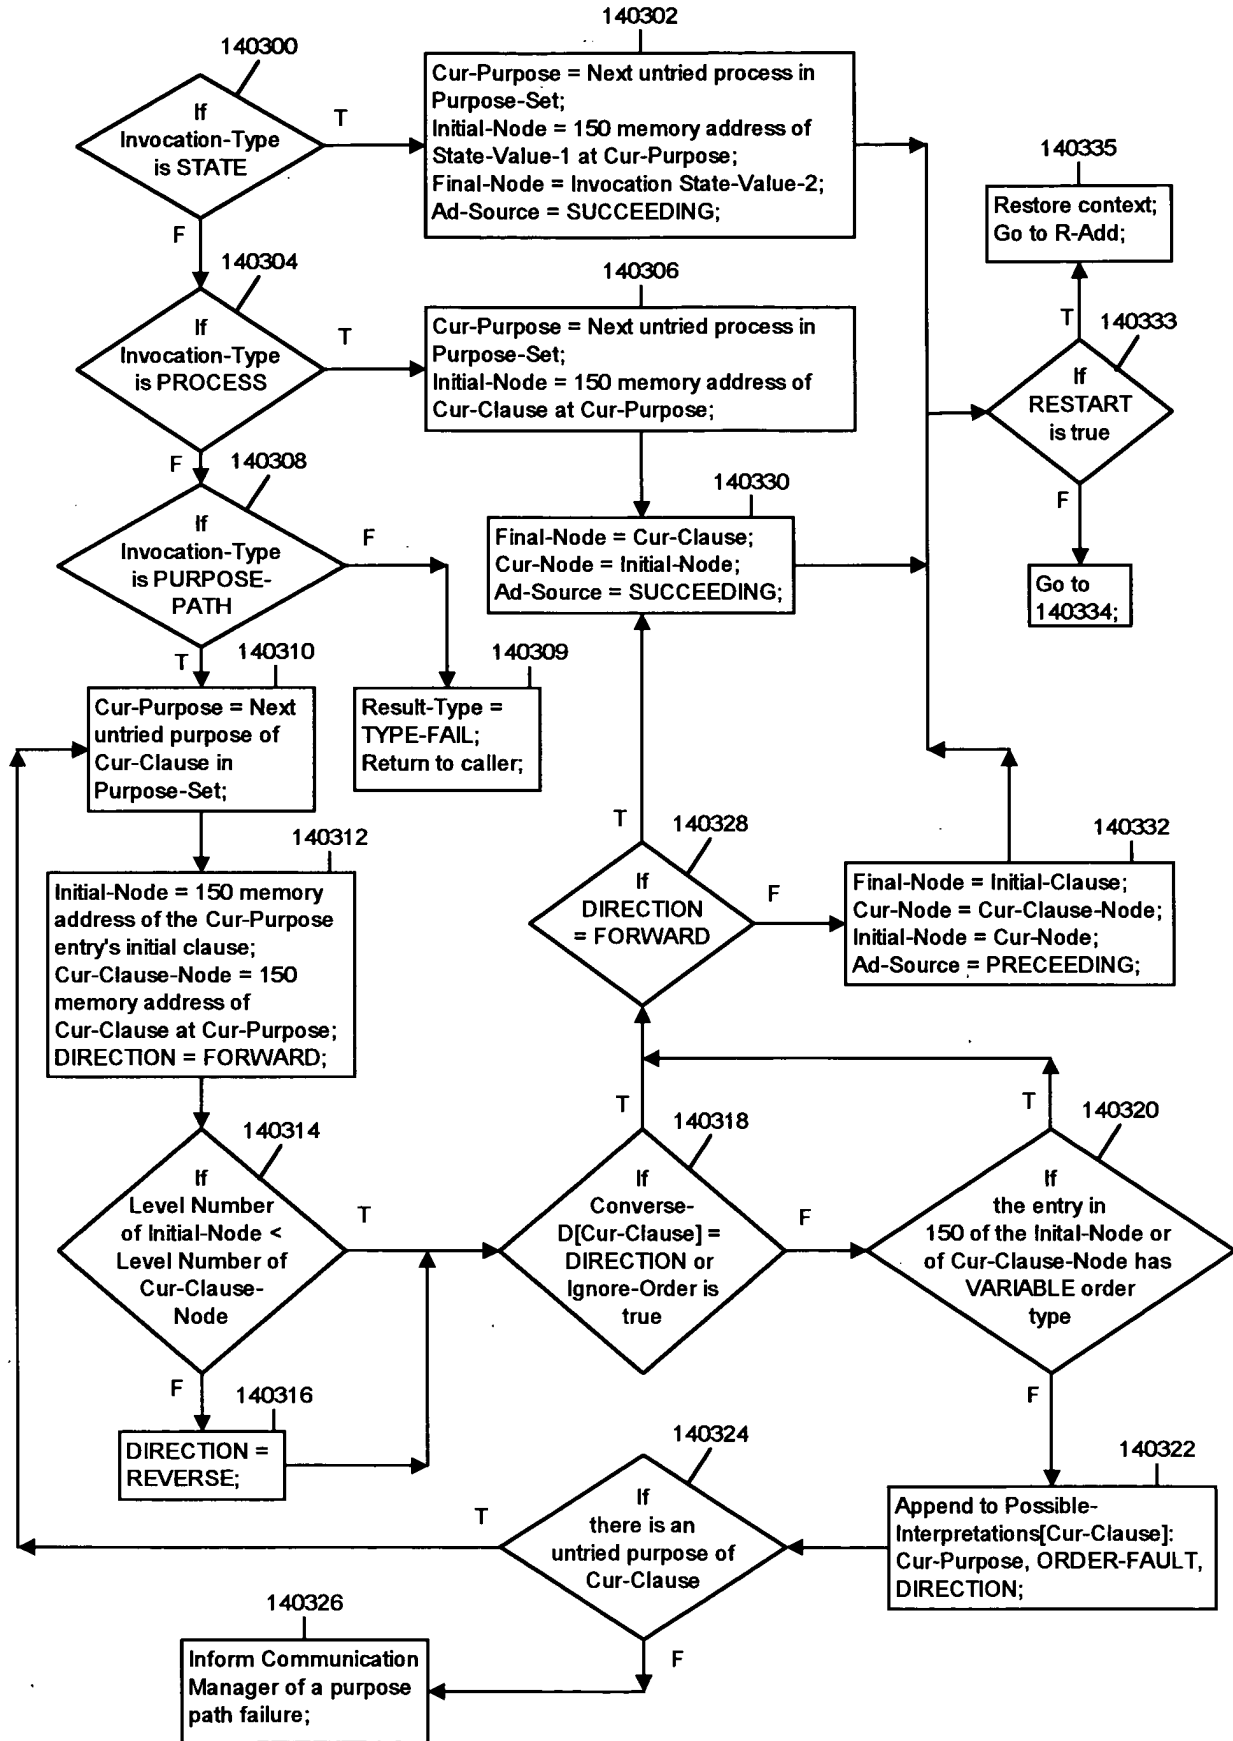 140300
If
Invocation-Type
is STATE
T
F
140302
Cur-Purpose = Next untried process in
Purpose-Set;
Initial-Node = 150 memory address of
State-Value-1 at Cur-Purpose;
Final-Node = Invocation State-Value-2;
Ad-Source = SUCCEEDING;
140335
Restore context;
Go to R-Add;
140304
If
Invocation-Type
is PROCESS
T
F
140306
Cur-Purpose = Next untried process in
Purpose-Set;
Initial-Node = 150 memory address of
Cur-Clause at Cur-Purpose;
T
140333
If
RESTART
is true
F
Go to
140334;
140308
If
Invocation-Type
is PURPOSE-
PATH
F
T
140330
Final-Node = Cur-Clause;
Cur-Node = Initial-Node;
Ad-Source = SUCCEEDING;
140310
Cur-Purpose = Next
untried purpose of
Cur-Clause in
Purpose-Set;
140309
Result-Type =
TYPE-FAIL;
Return to caller;
140312
Initial-Node = 150 memory
address of the Cur-Purpose
entry's initial clause;
Cur-Clause-Node = 150
memory address of
Cur-Clause at Cur-Purpose;
DIRECTION = FORWARD;
T
140328
If
DIRECTION
= FORWARD
F
140332
Final-Node = Initial-Clause;
Cur-Node = Cur-Clause-Node;
Initial-Node = Cur-Node;
Ad-Source = PRECEEDING;
140314
If
Level Number
of Initial-Node <
Level Number of
Cur-Clause-
Node
T
F
140316
DIRECTION =
REVERSE;
T
140318
If
Converse-
D[Cur-Clause] =
DIRECTION or
Ignore-Order is
true
F
T
140320
If
the entry in
150 of the Inital-Node or
of Cur-Clause-Node has
VARIABLE order
type
F
140322
Append to Possible-
Interpretations[Cur-Clause]:
Cur-Purpose, ORDER-FAULT,
DIRECTION;
140324
If
there is an
untried purpose of
Cur-Clause
T
F
140326
Inform Communication
Manager of a purpose
path failure;